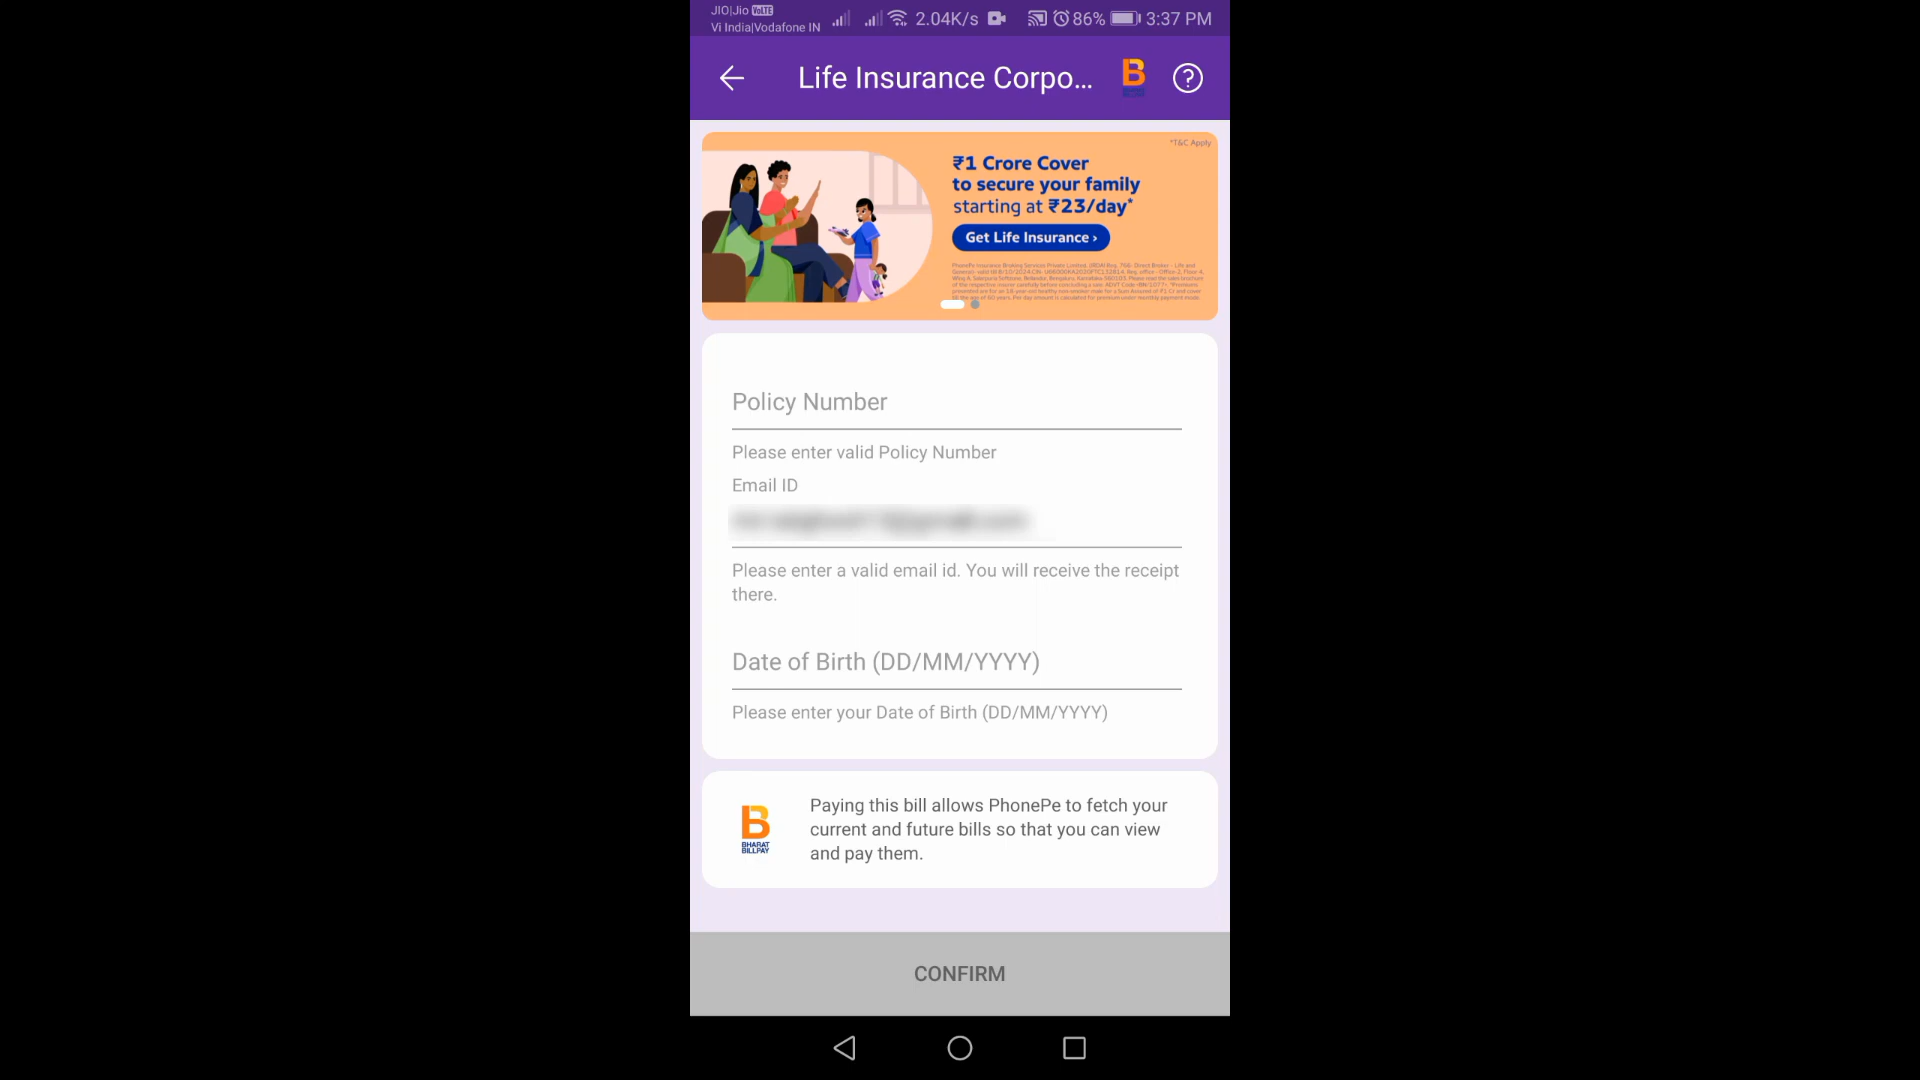 JIO|Jio VoLTE
Vi India|Vodafone IN
2.04K/s
86%
3:37 PM
Life Insurance Corpo...
B
*T&C Apply
₹1 Crore Cover
to secure your family
starting at ₹23/day*
Get Life Insurance ›
Policy Number
Please enter valid Policy Number
Email ID
Please enter a valid email id. You will receive the receipt
there.
Date of Birth (DD/MM/YYYY)
Please enter your Date of Birth (DD/MM/YYYY)
B
BHARAT
BILLPAY
Paying this bill allows PhonePe to fetch your
current and future bills so that you can view
and pay them.
CONFIRM